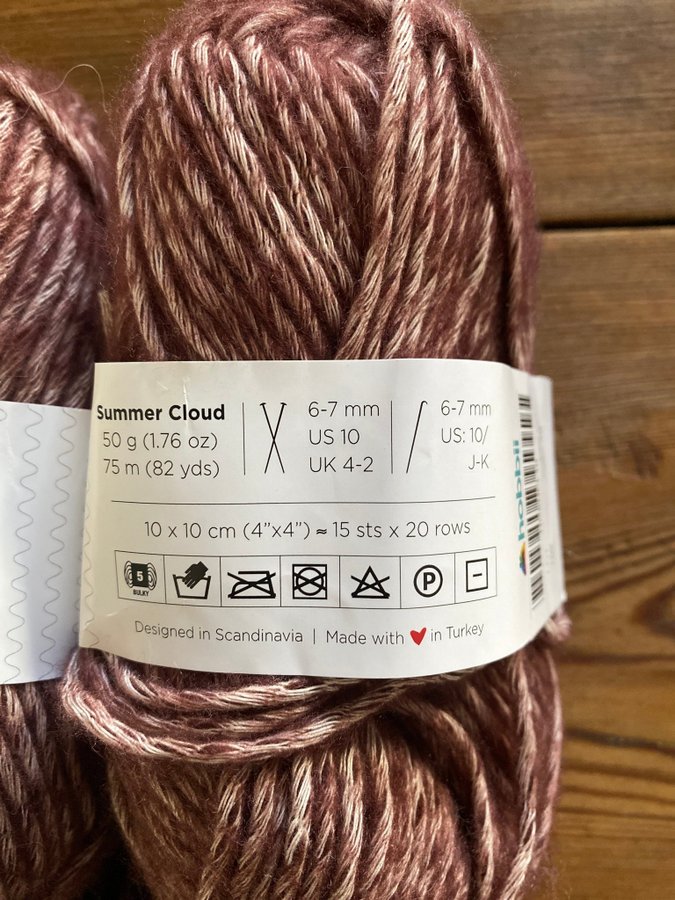 Summer Cloud
50 g (1.76 oz)
75 m (82 yds)
6-7 mm
US 10
UK 4-2
6-7 mm
US: 10/
J-K
10 x 10 cm (4”x4”) ≈ 15 sts x 20 rows
5
BULKY
P
Designed in Scandinavia | Made with ❤ in Turkey
hobbii